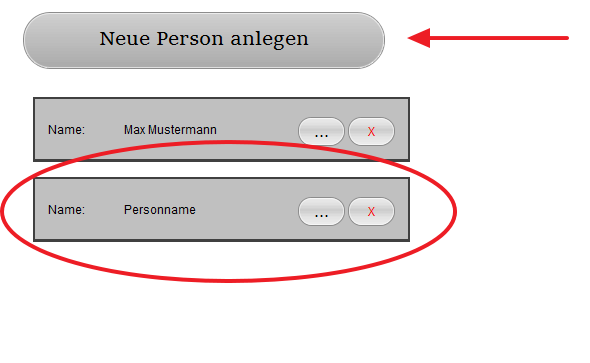 Neue Person anlegen
Name: Max Mustermann ... X
Name: Personname ... X